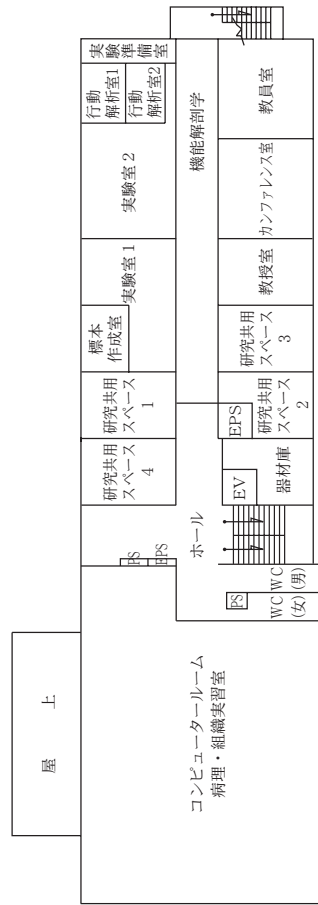 屋上
コンピュータールーム
病理・組織実習室
PS
EPS
ホール
PS
WC
(女)
WC
(男)
研究共用
スペース
4
研究共用
スペース
1
標本
作成室
実験室1
実験室2
行動
解析室1
行動
解析室2
実験準備室
機能解剖学
EV
器材庫
EPS
研究共用
スペース
2
研究共用
スペース
3
教授室
カンファレンス室
教員室